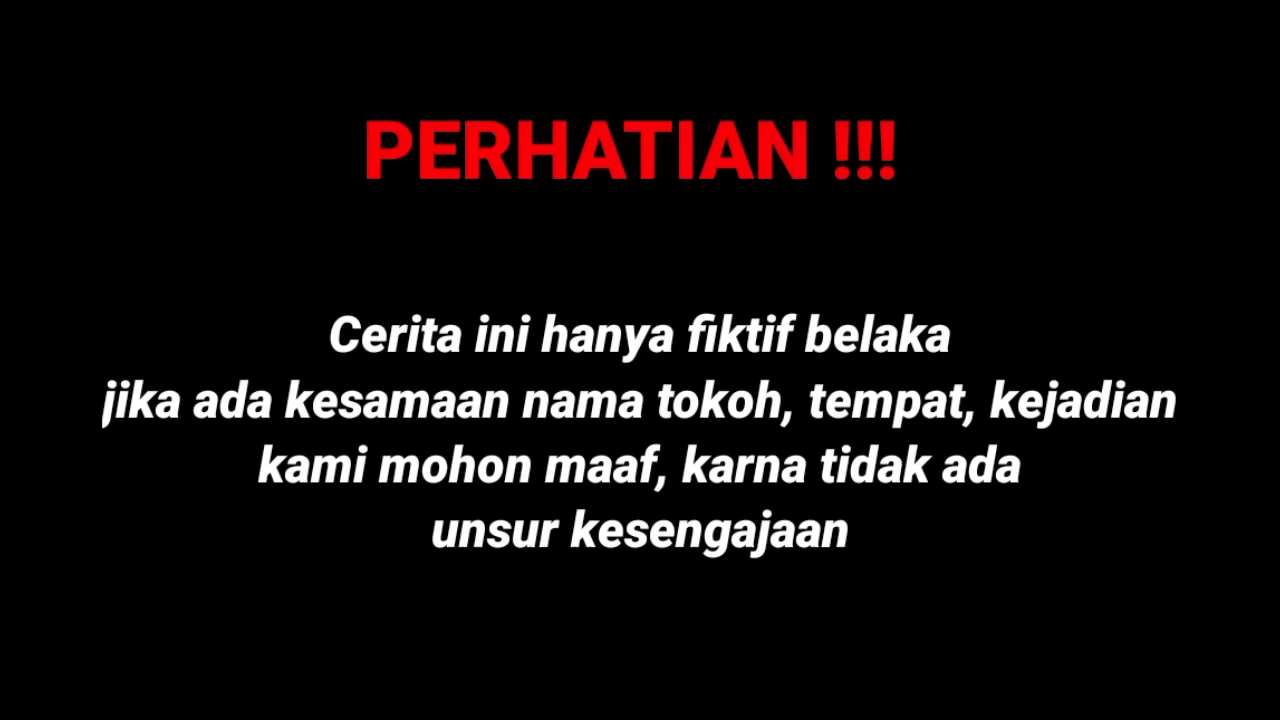 PERHATIAN !!!
Cerita ini hanya fiktif belaka
jika ada kesamaan nama tokoh, tempat, kejadian
kami mohon maaf, karna tidak ada
unsur kesengajaan